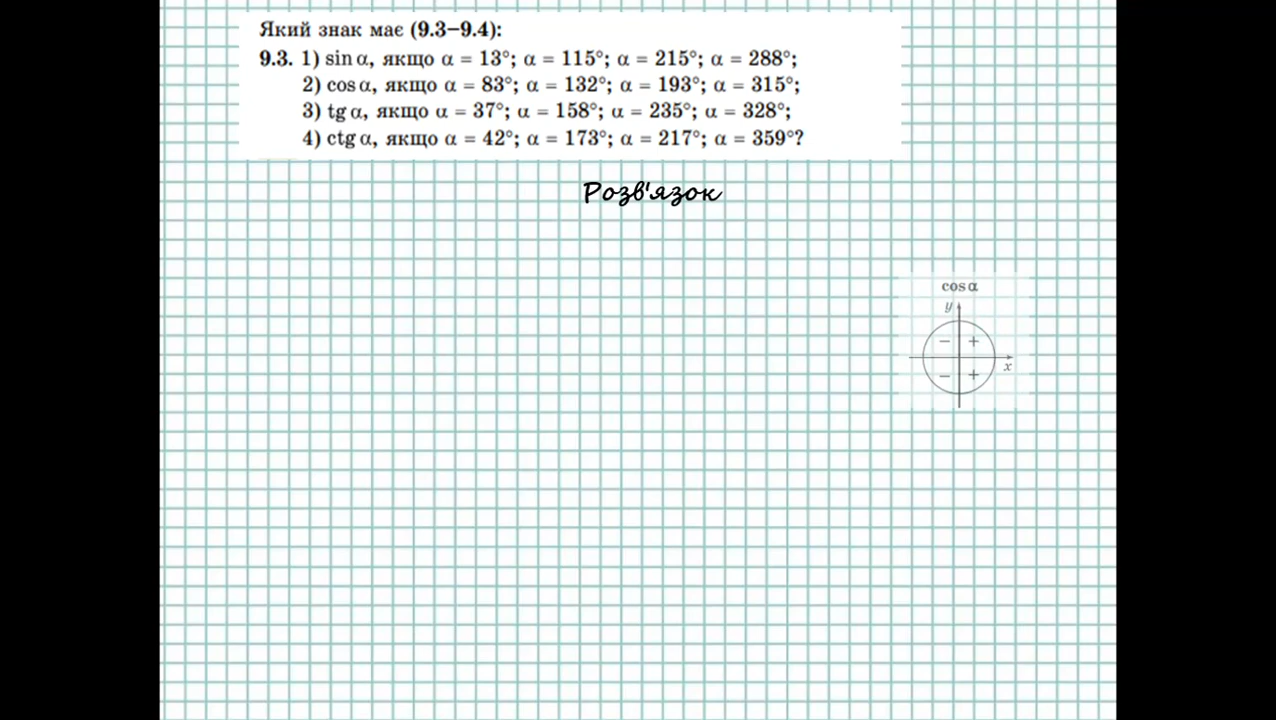 Який знак має (9.3−9.4):
9.3. 1) sin α, якщо α = 13°; α = 115°; α = 215°; α = 288°;
2) cos α, якщо α = 83°; α = 132°; α = 193°; α = 315°;
3) tg α, якщо α = 37°; α = 158°; α = 235°; α = 328°;
4) ctg α, якщо α = 42°; α = 173°; α = 217°; α = 359°?
Розв'язок
cos α
y
− +
x
− +